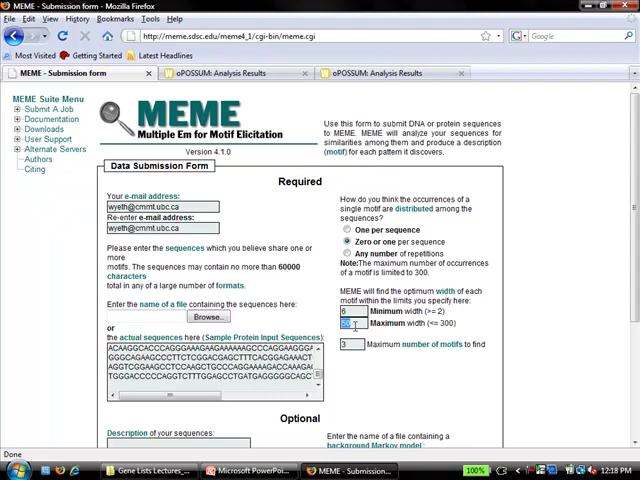 MEME - Submission form - Mozilla Firefox
File Edit View History Bookmarks Tools Help
http://meme.sdsc.edu/meme4_1/cgi-bin/meme.cgi
Google
Most Visited Getting Started Latest Headlines
MEME - Submission form
oPOSSUM: Analysis Results
oPOSSUM: Analysis Results
MEME Suite Menu
Submit A Job
Documentation
Downloads
User Support
Alternate Servers
Authors
Citing
MEME
Multiple Em for Motif Elicitation
Version 4.1.0
Use this form to submit DNA or protein sequences
to MEME. MEME will analyze your sequences for
similarities among them and produce a description
(motif) for each pattern it discovers.
Data Submission Form
Required
Your e-mail address:
wyeth@cmmt.ubc.ca
Re-enter e-mail address:
wyeth@cmmt.ubc.ca
Please enter the sequences which you believe share one or
more
motifs. The sequences may contain no more than 60000
characters
total in any of a large number of formats.
Enter the name of a file containing the sequences here:
Browse...
or
the actual sequences here (Sample Protein Input Sequences):
ACAAGGCACCCAGGGAAAGAGAAAAAGCCCAGGAAGGGA
GGGCAGAGCCCTTCTCGGACGAGCTTTCACGGAGAAACT
AGGTCGGAAGCCTCCAAGCTGCACCCAGGAAAGACCAAAGA
TGGGACCCCCAGGTCTTTGGAGCCTGATGAGGGGGCAGC
How do you think the occurrences of
a single motif are distributed among the
sequences?
One per sequence
Zero or one per sequence
Any number of repetitions
Note:The maximum number of occurrences
of a motif is limited to 300.
MEME will find the optimum width of each
motif within the limits you specify here:
6 Minimum width (>= 2)
50 Maximum width (<= 300)
3 Maximum number of motifs to find
Optional
Description of your sequences:
Enter the name of a file containing a
background Markov model:
Done
Gene Lists Lectures_...
Microsoft PowerPoi...
MEME - Submission...
100%
12:18 PM